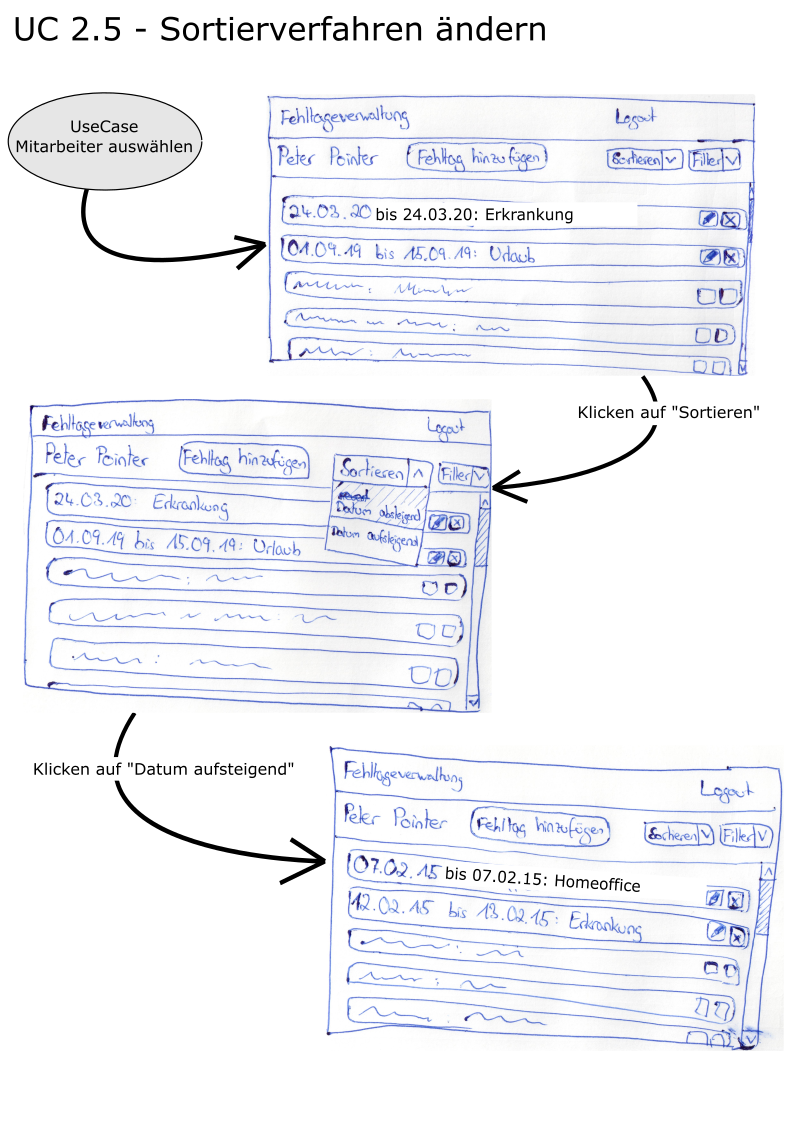 UC 2.5 - Sortierverfahren ändern
UseCase
Mitarbeiter auswählen
Fehltageverwaltung Logout
Peter Pointer Fehltag hinzufügen Sortieren Filter
24.03.20 bis 24.03.20: Erkrankung
01.09.19 bis 15.09.19: Urlaub
Klicken auf "Sortieren"
Fehltageverwaltung Logout
Peter Pointer Fehltag hinzufügen Sortieren Filter
Datum absteigend
Datum aufsteigend
24.03.20: Erkrankung
01.09.19 bis 15.09.19: Urlaub
Klicken auf "Datum aufsteigend"
Fehltageverwaltung Logout
Peter Pointer Fehltag hinzufügen Sortieren Filter
07.02.15 bis 07.02.15: Homeoffice
12.02.15 bis 13.02.15: Erkrankung